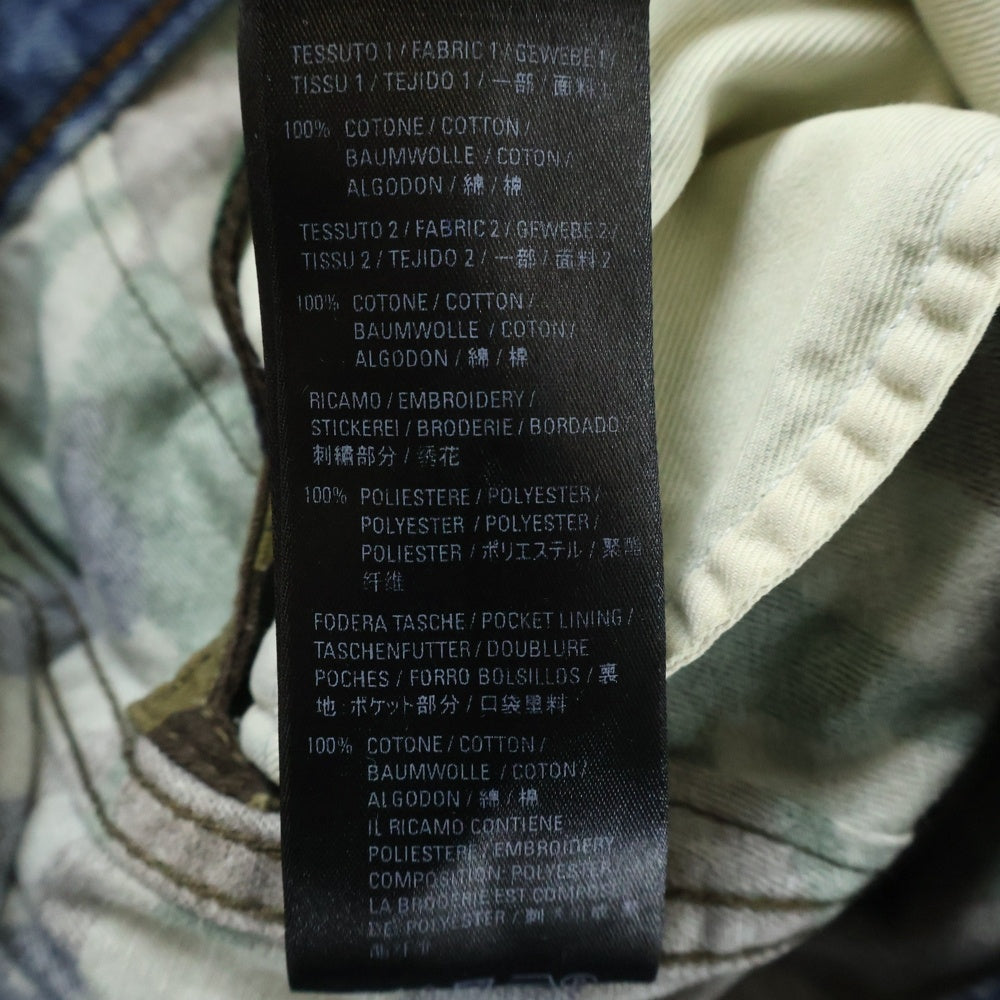 TESSUTO 1 / FABRIC 1 / GEWEBE 1 /
TISSU 1 / TEJIDO 1 / 一部 / 面料 1
100% COTONE / COTTON /
BAUMWOLLE / COTON /
ALGODON / 綿 / 棉
TESSUTO 2 / FABRIC 2 / GEWEBE 2 /
TISSU 2 / TEJIDO 2 / 一部 / 面料 2
100% COTONE / COTTON /
BAUMWOLLE / COTON /
ALGODON / 綿 / 棉
RICAMO / EMBROIDERY /
STICKEREI / BRODERIE / BORDADO /
刺繍部分 / 绣花
100% POLIESTERE / POLYESTER /
POLYESTER / POLYESTER /
POLIESTER / ポリエステル / 聚酯
纤维
FODERA TASCHE / POCKET LINING /
TASCHENFUTTER / DOUBLURE
POCHES / FORRO BOLSILLOS / 裏
地 ポケット部分 / 口袋里料
100% COTONE / COTTON /
BAUMWOLLE / COTON /
ALGODON / 綿 / 棉
IL RICAMO CONTIENE
POLIESTERE / EMBROIDERY
COMPOSITION: POLYESTER,
LA BRODERIE EST COMPOSE
DE POLYESTER /